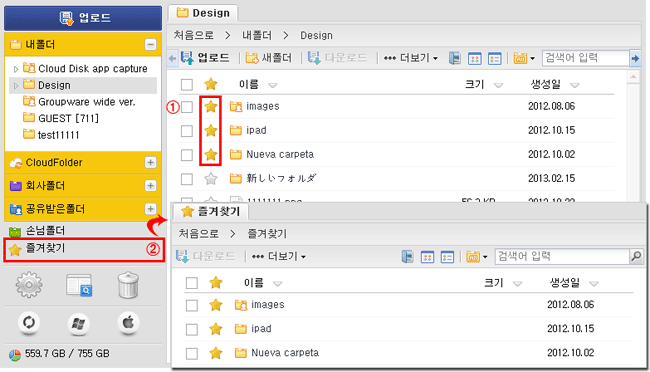 업로드
내폴더
Cloud Disk app capture
Design
Groupware wide ver.
GUEST [711]
test11111
CloudFolder
회사폴더
공유받은폴더
손님폴더
즐겨찾기 ②
559.7 GB / 755 GB
Design
처음으로 > 내폴더 > Design
업로드 새폴더 다운로드 ••• 더보기 검색어 입력
이름 크기 생성일
① images 2012.08.06
ipad 2012.10.15
Nueva carpeta 2012.10.02
新しいフォルダ 2013.02.15
즐겨찾기
처음으로 > 즐겨찾기
다운로드 ••• 더보기 검색어 입력
이름 크기 생성일
images 2012.08.06
ipad 2012.10.15
Nueva carpeta 2012.10.02